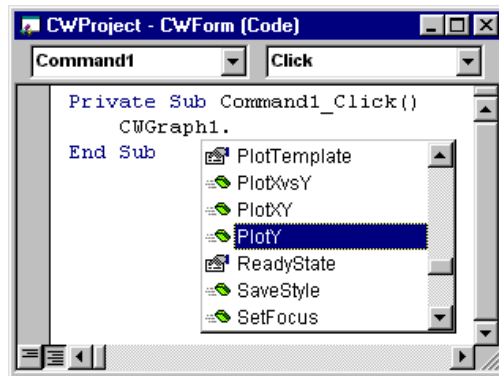 CWProject - CWForm (Code)
Command1 Click
Private Sub Command1_Click()
CWGraph1.
End Sub
PlotTemplate
PlotXvsY
PlotXY
PlotY
ReadyState
SaveStyle
SetFocus